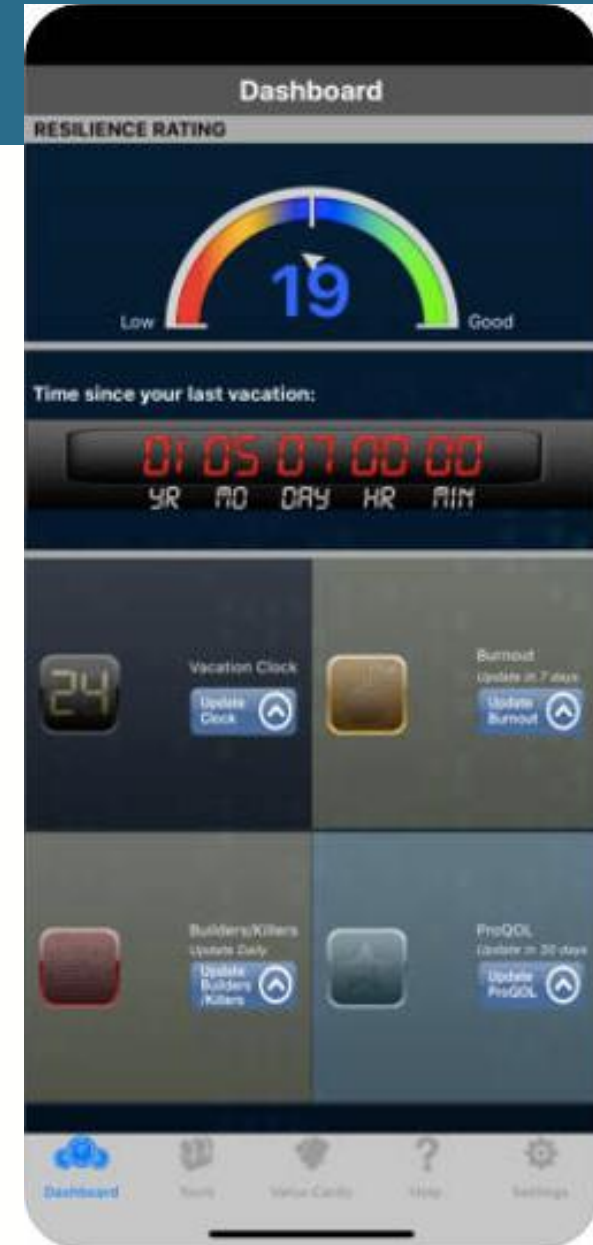 Dashboard
RESILIENCE RATING
19
Low
Good
Time since your last vacation:
01 05 07 00 00
YR MO DAY HR MIN
24
Vacation Clock
Update
Clock
Burnout
Update in 7 days
Update
Burnout
Builders/Killers
Update Daily
Update
Builders
/Killers
ProQOL
Update in 30 days
Update
ProQOL
Dashboard
Tools
Value Cards
Help
Settings